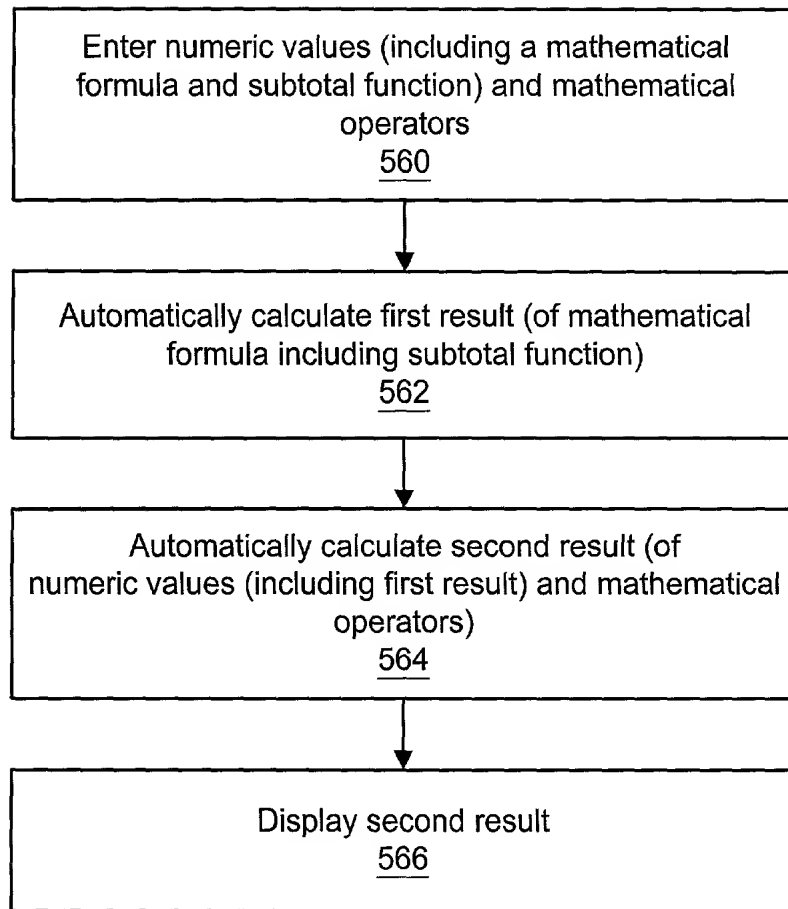 Enter numeric values (including a mathematical
formula and subtotal function) and mathematical
operators
560
Automatically calculate first result (of mathematical
formula including subtotal function)
562
Automatically calculate second result (of
numeric values (including first result) and mathematical
operators)
564
Display second result
566